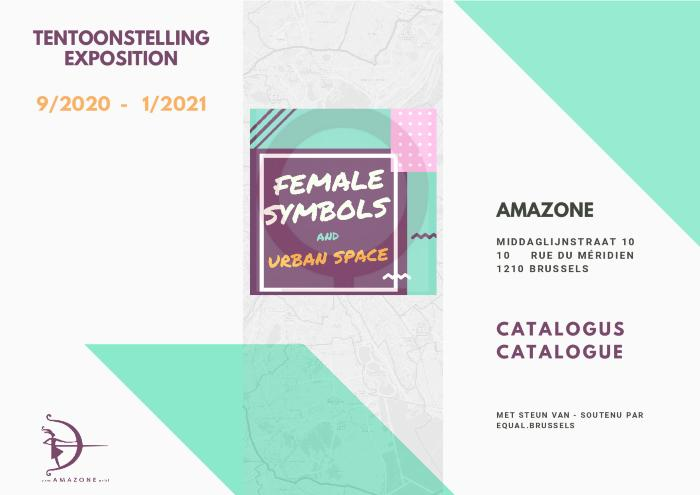 TENTOONSTELLING
EXPOSITION
9/2020 - 1/2021
FEMALE
SYMBOLS
AND
URBAN SPACE
AMAZONE
MIDDAGLIJNSTRAAT 10
10 RUE DU MÉRIDIEN
1210 BRUSSELS
CATALOGUS
CATALOGUE
MET STEUN VAN - SOUTENU PAR
EQUAL.BRUSSELS
AMAZONE